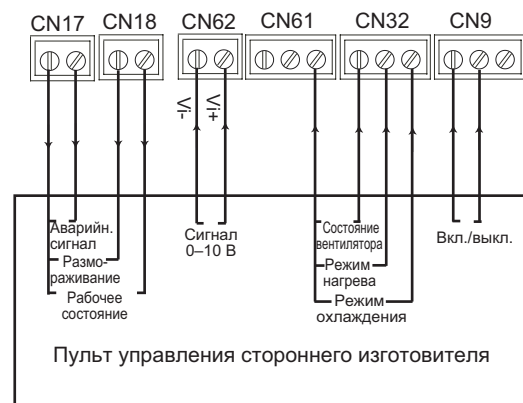 CN17 CN18 CN62 CN61 CN32 CN9
Vi- Vi+
Аварийн.
сигнал
Размо-
раживание
Рабочее
состояние
Сигнал
0–10 В
Состояние
вентилятора
Режим
нагрева
Режим
охлаждения
Вкл./выкл.
Пульт управления стороннего изготовителя